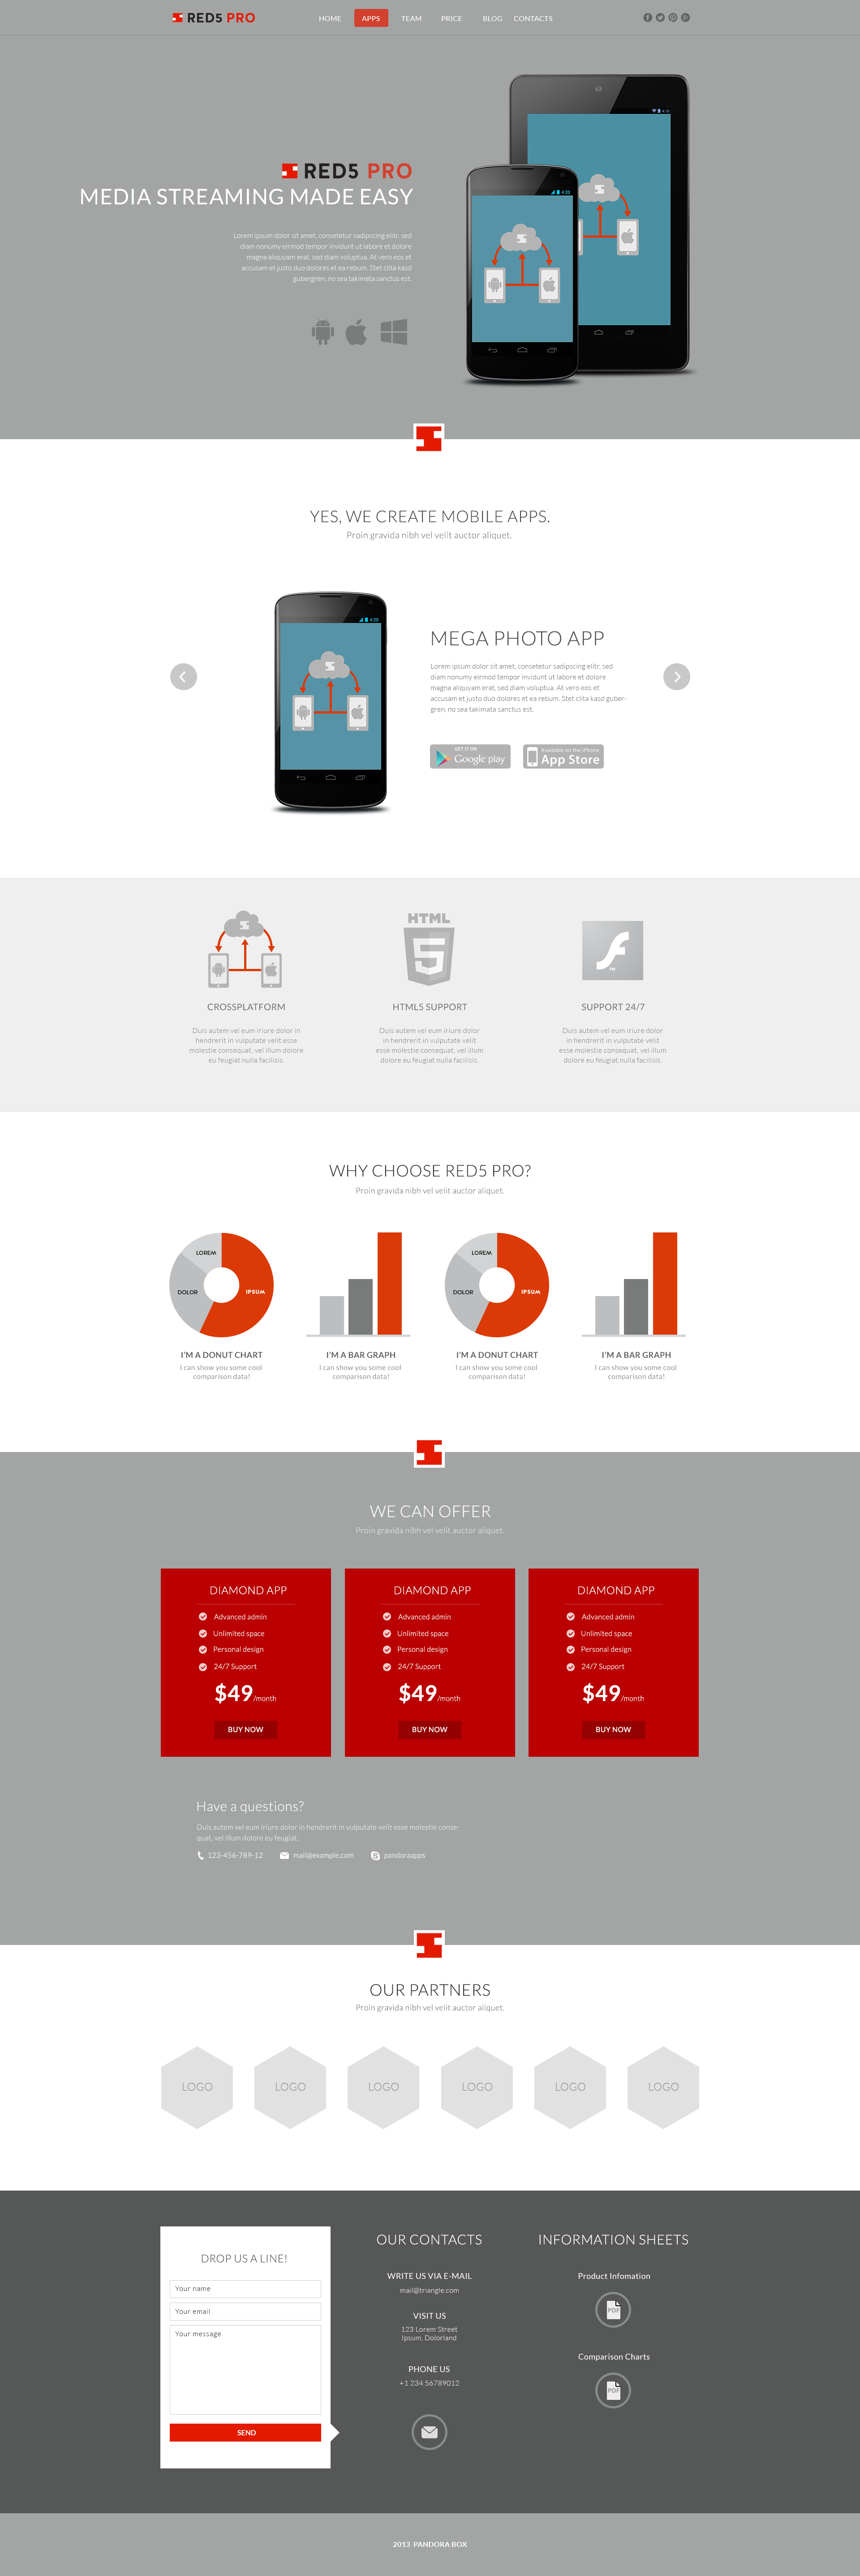 RED5 PRO
HOME APPS TEAM PRICE BLOG CONTACTS
4:10
RED5 PRO
MEDIA STREAMING MADE EASY
4:20
Lorem ipsum dolor sit amet, consetetur sadipscing elitr, sed
diam nonumy eirmod tempor invidunt ut labore et dolore
magna aliquyam erat, sed diam voluptua. At vero eos et
accusam et justo duo dolores et ea rebum. Stet clita kasd
gubergren, no sea takimata sanctus est.
YES, WE CREATE MOBILE APPS.
Proin gravida nibh vel velit auctor aliquet.
4:20
MEGA PHOTO APP
Lorem ipsum dolor sit amet, consetetur sadipscing elitr, sed
diam nonumy eirmod tempor invidunt ut labore et dolore
magna aliquyam erat, sed diam voluptua. At vero eos et
accusam et justo duo dolores et ea rebum. Stet clita kasd guber-
gren, no sea takimata sanctus est.
GET IT ON
Google play
Available on the iPhone
App Store
HTML
5
TM
CROSSPLATFORM
Duis autem vel eum iriure dolor in
hendrerit in vulputate velit esse
molestie consequat, vel illum dolore
eu feugiat nulla facilisis.
HTML5 SUPPORT
Duis autem vel eum iriure dolor
in hendrerit in vulputate velit
esse molestie consequat, vel illum
dolore eu feugiat nulla facilisis.
SUPPORT 24/7
Duis autem vel eum iriure dolor
in hendrerit in vulputate velit
esse molestie consequat, vel illum
dolore eu feugiat nulla facilisis.
WHY CHOOSE RED5 PRO?
Proin gravida nibh vel velit auctor aliquet.
LOREM
DOLOR
IPSUM
LOREM
DOLOR
IPSUM
I'M A DONUT CHART
I can show you some cool
comparison data!
I'M A BAR GRAPH
I can show you some cool
comparison data!
I'M A DONUT CHART
I can show you some cool
comparison data!
I'M A BAR GRAPH
I can show you some cool
comparison data!
WE CAN OFFER
Proin gravida nibh vel velit auctor aliquet.
DIAMOND APP
Advanced admin
Unlimited space
Personal design
24/7 Support
$49/month
BUY NOW
DIAMOND APP
Advanced admin
Unlimited space
Personal design
24/7 Support
$49/month
BUY NOW
DIAMOND APP
Advanced admin
Unlimited space
Personal design
24/7 Support
$49/month
BUY NOW
Have a questions?
Duis autem vel eum iriure dolor in hendrerit in vulputate velit esse molestie conse-
quat, vel illum dolore eu feugiat.
123-456-789-12 mail@example.com pandoraapps
OUR PARTNERS
Proin gravida nibh vel velit auctor aliquet.
LOGO LOGO LOGO LOGO LOGO LOGO
DROP US A LINE!
Your name
Your email
Your message
SEND
OUR CONTACTS
WRITE US VIA E-MAIL
mail@triangle.com
VISIT US
123 Lorem Street
Ipsum, Dolorland
PHONE US
+1 234 56789012
INFORMATION SHEETS
Product Infomation
PDF
Comparison Charts
PDF
2013 PANDORA BOX